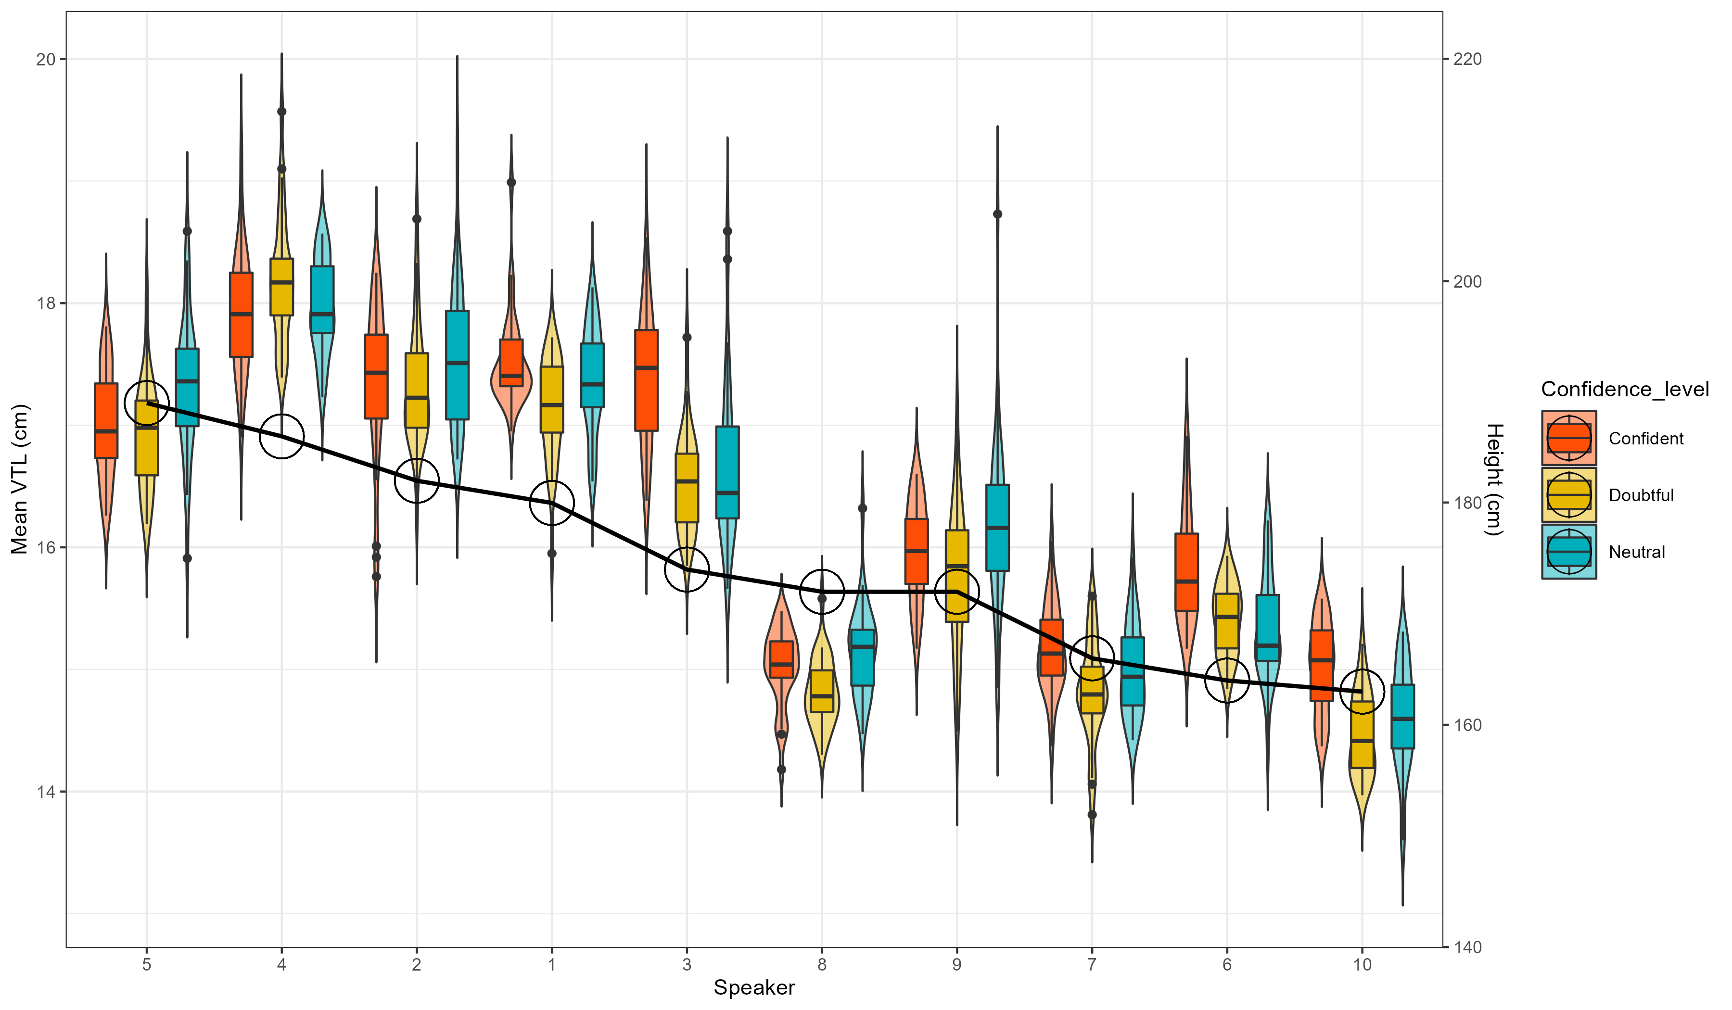 20
18
16
14
Mean VTL (cm)
220
200
180
160
140
Height (cm)
5 4 2 1 3 8 9 7 6 10
Speaker
Confidence_level
Confident
Doubtful
Neutral